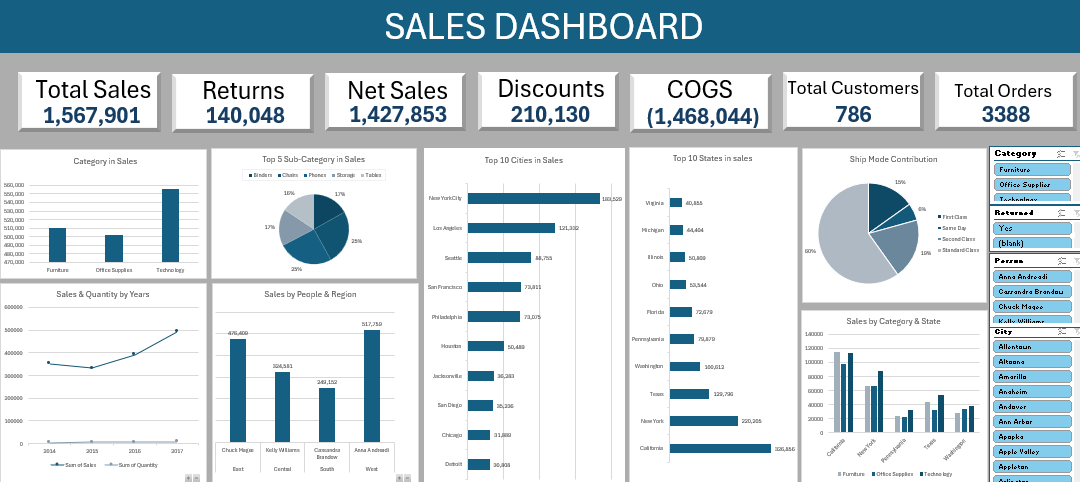 SALES DASHBOARD
Total Sales
1,567,901
Returns
140,048
Net Sales
1,427,853
Discounts
210,130
COGS
(1,468,044)
Total Customers
786
Total Orders
3388
Category in Sales
560,000
550,000
540,000
530,000
520,000
510,000
500,000
490,000
480,000
470,000
Furniture Office Supplies Technology
Top 5 Sub-Category in Sales
Binders Chairs Phones Storage Tables
16% 17%
17% 25%
25%
Top 10 Cities in Sales
New York City 183,529
Los Angeles 121,332
Seattle 88,755
San Francisco 73,811
Philadelphia 73,075
Houston 50,489
Jacksonville 36,283
San Diego 35,236
Chicago 31,889
Detroit 30,808
Top 10 States in sales
Virginia 40,855
Michigan 44,404
Illinois 50,809
Ohio 53,544
Florida 72,679
Pennsylvania 79,879
Washington 100,612
Texas 129,796
New York 220,205
California 326,856
Ship Mode Contribution
15%
6%
19%
60%
First Class
Same Day
Second Class
Standard Class
Category
Furniture
Office Supplies
Technology
Returned
Yes
(blank)
Person
Anna Andreadi
Cassandra Brandow
Chuck Magee
Kelly Williams
City
Allentown
Altoona
Amarillo
Anaheim
Andover
Ann Arbor
Apopka
Apple Valley
Appleton
Arlington
Sales & Quantity by Years
600000
500000
400000
300000
200000
100000
0
2014 2015 2016 2017
Sum of Sales Sum of Quantity
Sales by People & Region
476,409
324,581
249,152
517,759
Chuck Magee Kelly Williams Cassandra Brandow Anna Andreadi
East Central South West
Sales by Category & State
140000
120000
100000
80000
60000
40000
20000
0
California New York Pennsylvania Texas Washington
Furniture Office Supplies Technology